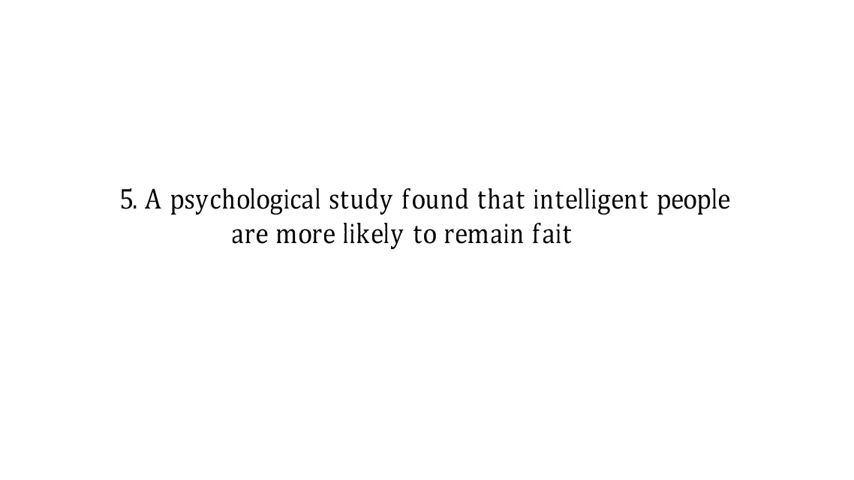 5. A psychological study found that intelligent people
are more likely to remain fait